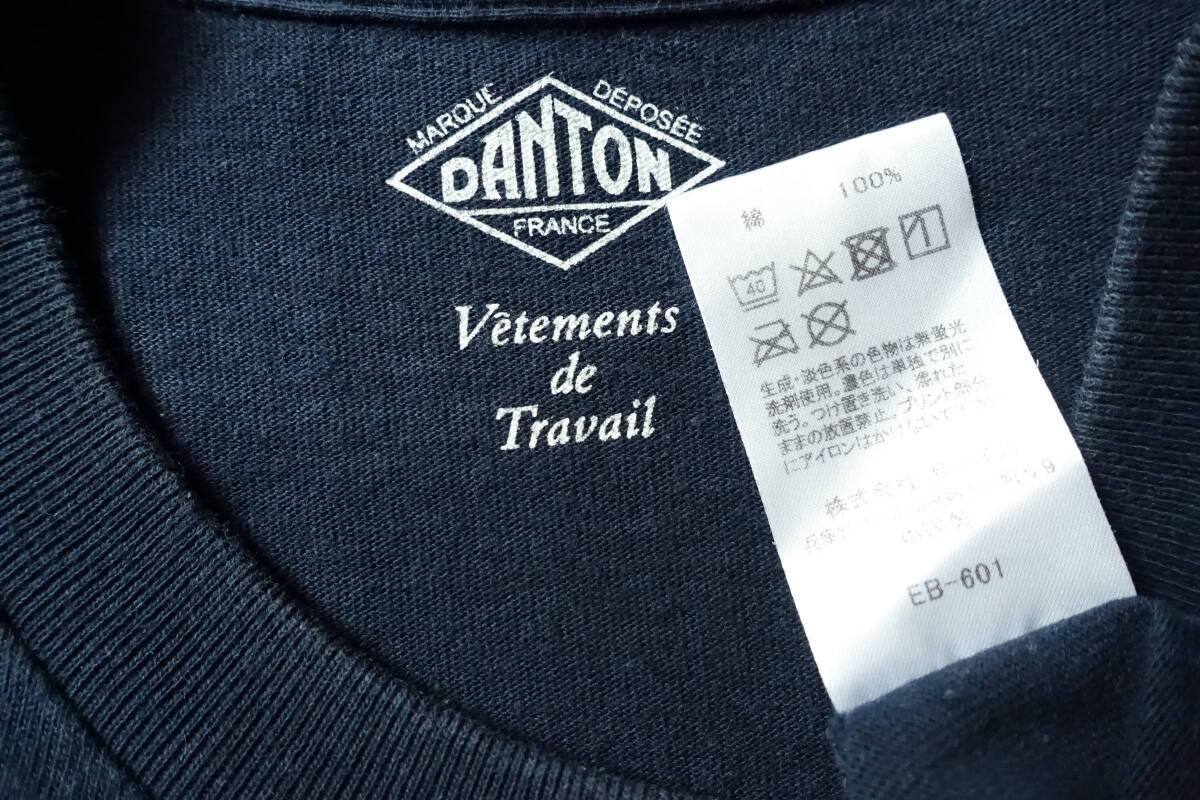 MARQUE DÉPOSÉE
DANTON
FRANCE
Vêtements
de
Travail
綿 100%
40
生成・淡色系の色物は無蛍光
洗剤使用。濃色は単独で別に
洗う。つけ置き洗い、濡れた
ままの放置禁止。プリント部分
にアイロンはかけない
株式会社
兵庫
中国製
EB-601